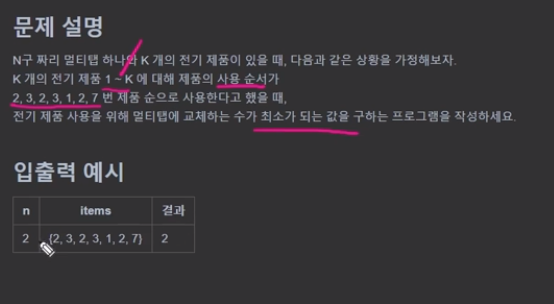 문제 설명
N구 짜리 멀티탭 하나와 K 개의 전기 제품이 있을 때, 다음과 같은 상황을 가정해보자.
K 개의 전기 제품 1 ~ K 에 대해 제품의 사용 순서가
2, 3, 2, 3, 1, 2, 7 번 제품 순으로 사용한다고 했을 때,
전기 제품 사용을 위해 멀티탭에 교체하는 수가 최소가 되는 값을 구하는 프로그램을 작성하세요.
입출력 예시
n items 결과
2 {2, 3, 2, 3, 1, 2, 7} 2